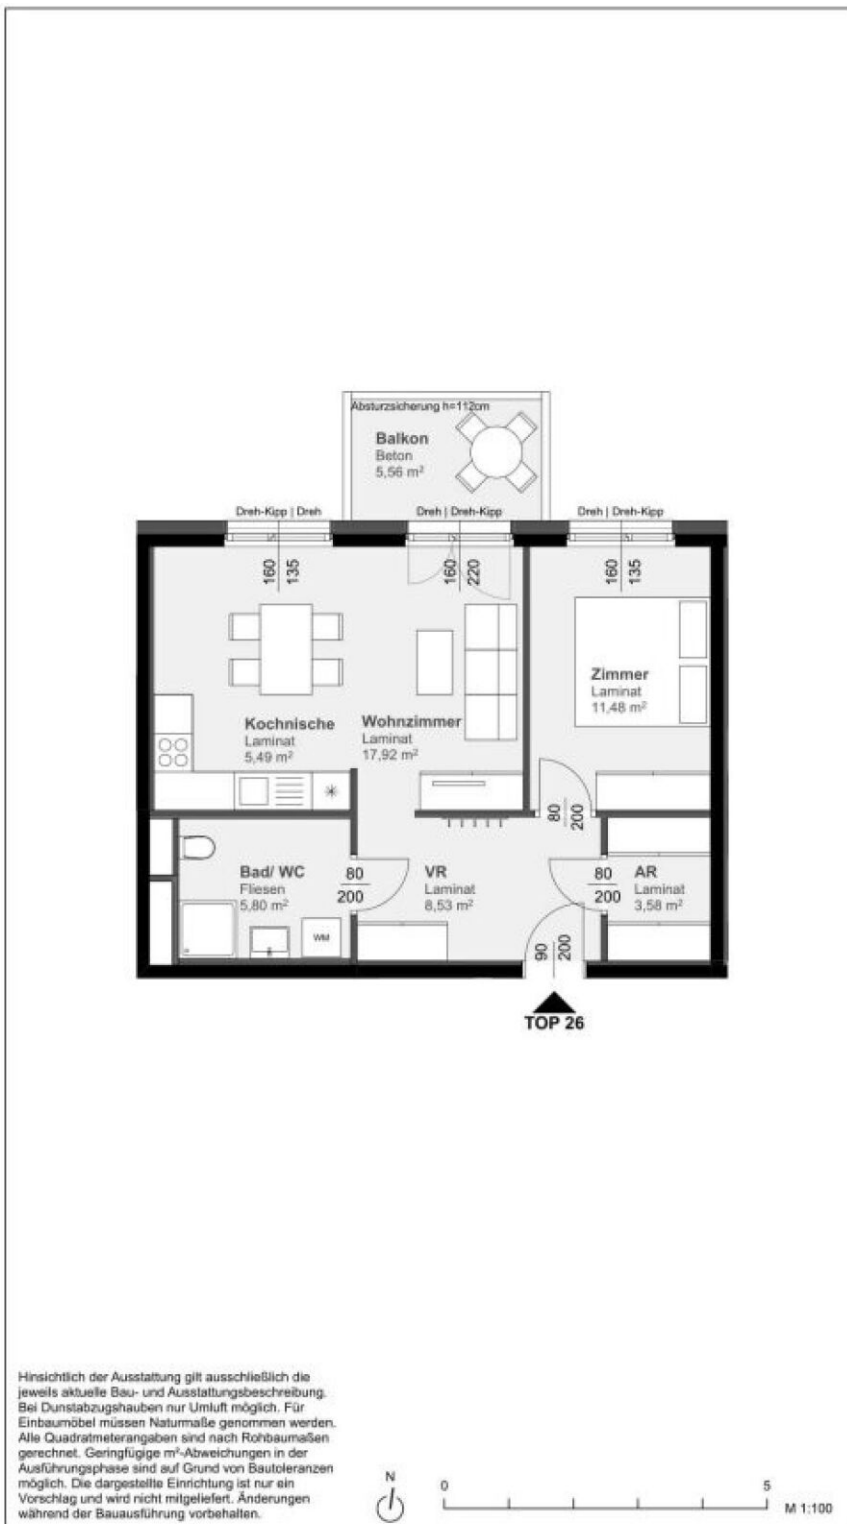 Absturzsicherung h=112cm
Balkon
Beton
5,56 m²
Dreh-Kipp | Dreh
Dreh | Dreh-Kipp
Dreh | Dreh-Kipp
160
135
160
220
160
135
Zimmer
Laminat
11,48 m²
Kochnische
Laminat
5,49 m²
Wohnzimmer
Laminat
17,92 m²
80
200
Bad/ WC
Fliesen
5,80 m²
80
200
VR
Laminat
8,53 m²
80
200
AR
Laminat
3,58 m²
WM
90
200
TOP 26
Hinsichtlich der Ausstattung gilt ausschließlich die
jeweils aktuelle Bau- und Ausstattungsbeschreibung.
Bei Dunstabzugshauben nur Umluft möglich. Für
Einbaumöbel müssen Naturmaße genommen werden.
Alle Quadratmeterangaben sind nach Rohbaumaßen
gerechnet. Geringfügige m²-Abweichungen in der
Ausführungsphase sind auf Grund von Bautoleranzen
möglich. Die dargestellte Einrichtung ist nur ein
Vorschlag und wird nicht mitgeliefert. Änderungen
während der Bauausführung vorbehalten.
N
0
5
M 1:100